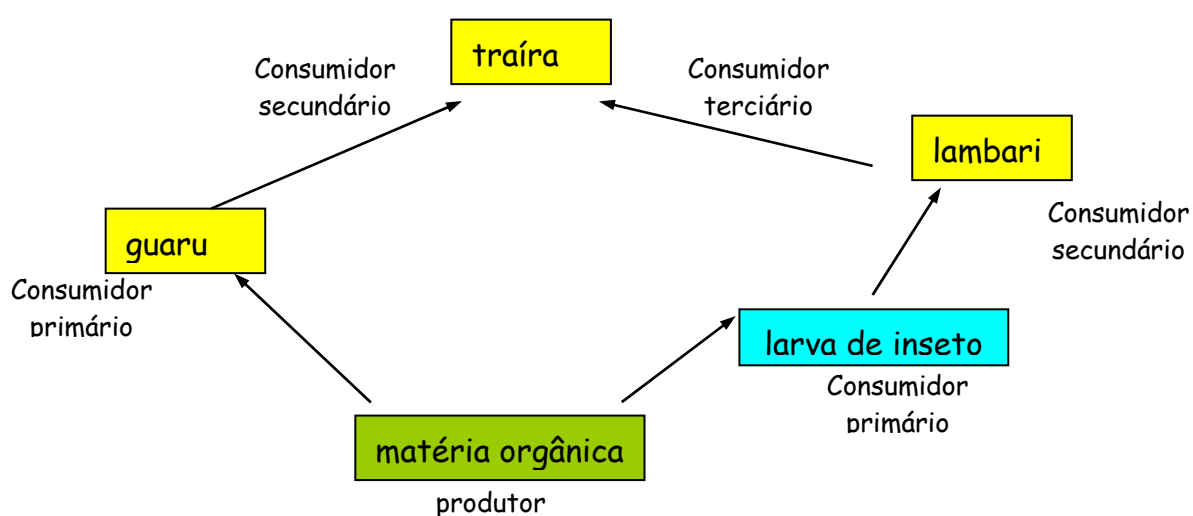 traíra
Consumidor
secundário
Consumidor
terciário
lambari
Consumidor
secundário
guaru
Consumidor
primário
larva de inseto
Consumidor
primário
matéria orgânica
produtor